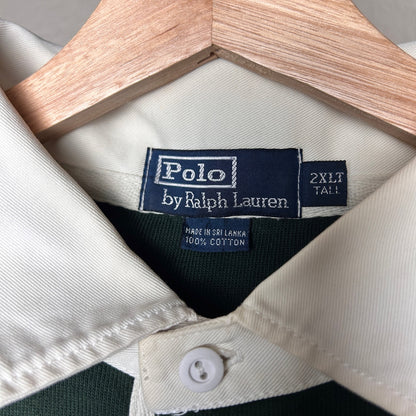 Polo
by Ralph Lauren
2XLT
TALL
MADE IN SRI LANKA
100% COTTON